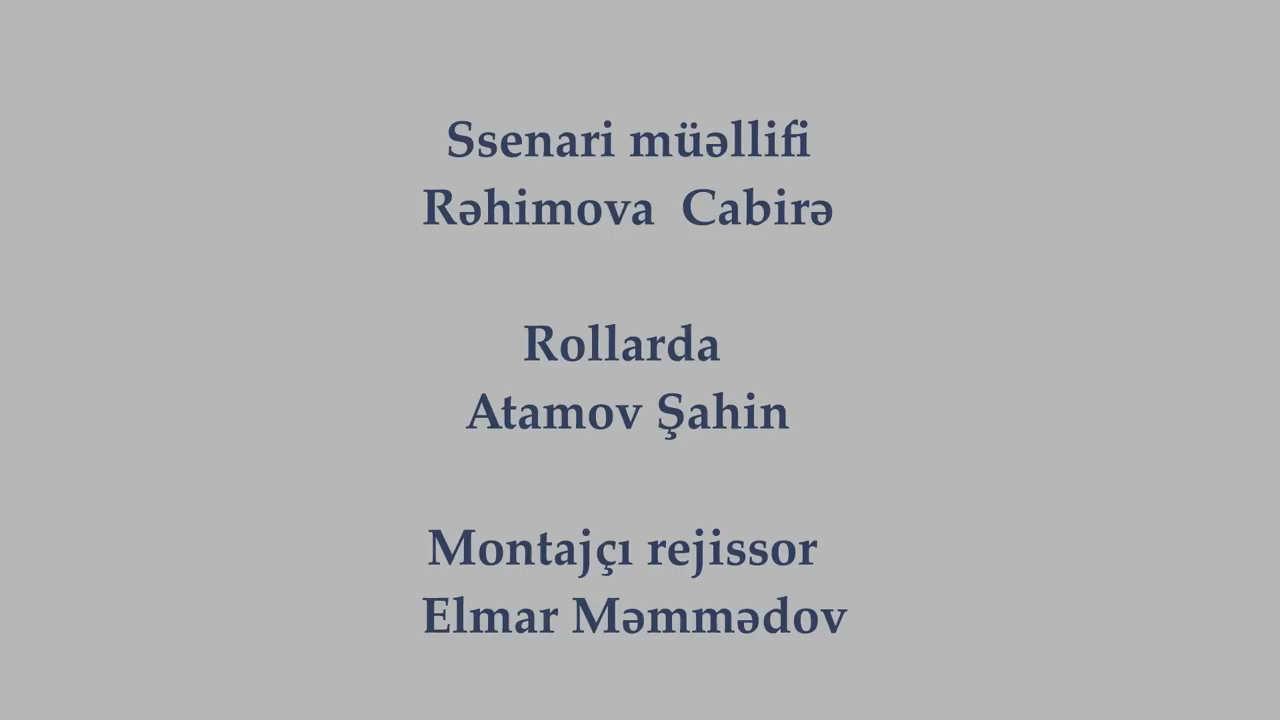 Ssenari müəllifi
Rəhimova Cabirə
Rollarda
Atamov Şahin
Montajçı rejissor
Elmar Məmmədov